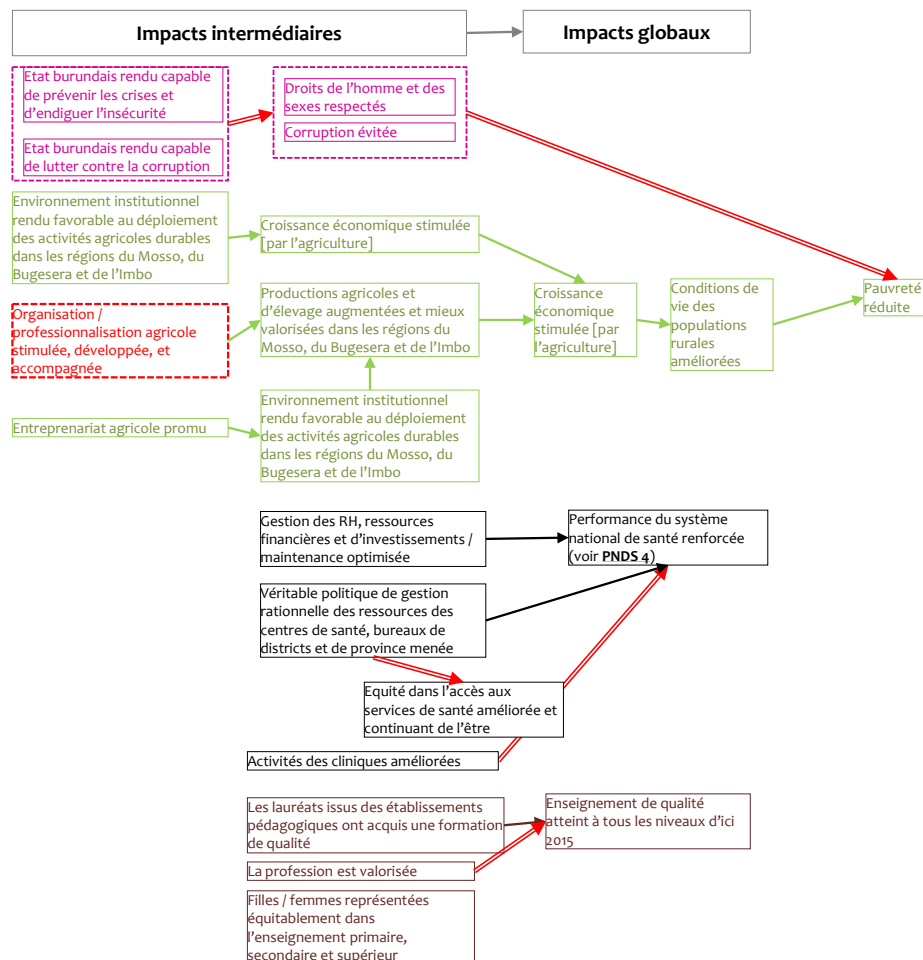 Impacts intermédiaires
Impacts globaux
Etat burundais rendu capable
de prévenir les crises et
d'endiguer l'insécurité
Etat burundais rendu capable
de lutter contre la corruption
Droits de l'homme et des
sexes respectés
Corruption évitée
Environnement institutionnel
rendu favorable au déploiement
des activités agricoles durables
dans les régions du Mosso, du
Bugesera et de l'Imbo
Croissance économique stimulée
[par l'agriculture]
Organisation /
professionnalisation agricole
stimulée, développée, et
accompagnée
Productions agricoles et
d'élevage augmentées et mieux
valorisées dans les régions du
Mosso, du Bugesera et de l'Imbo
Croissance
économique
stimulée [par
l'agriculture]
Conditions de
vie des
populations
rurales
améliorées
Pauvreté
réduite
Entreprenariat agricole promu
Environnement institutionnel
rendu favorable au déploiement
des activités agricoles durables
dans les régions du Mosso, du
Bugesera et de l'Imbo
Gestion des RH, ressources
financières et d'investissements /
maintenance optimisée
Performance du système
national de santé renforcée
(voir PNDS 4)
Véritable politique de gestion
rationnelle des ressources des
centres de santé, bureaux de
districts et de province menée
Equité dans l'accès aux
services de santé améliorée et
continuant de l'être
Activités des cliniques améliorées
Les lauréats issus des établissements
pédagogiques ont acquis une formation
de qualité
Enseignement de qualité
atteint à tous les niveaux d'ici
2015
La profession est valorisée
Filles / femmes représentées
équitablement dans
l'enseignement primaire,
secondaire et supérieur